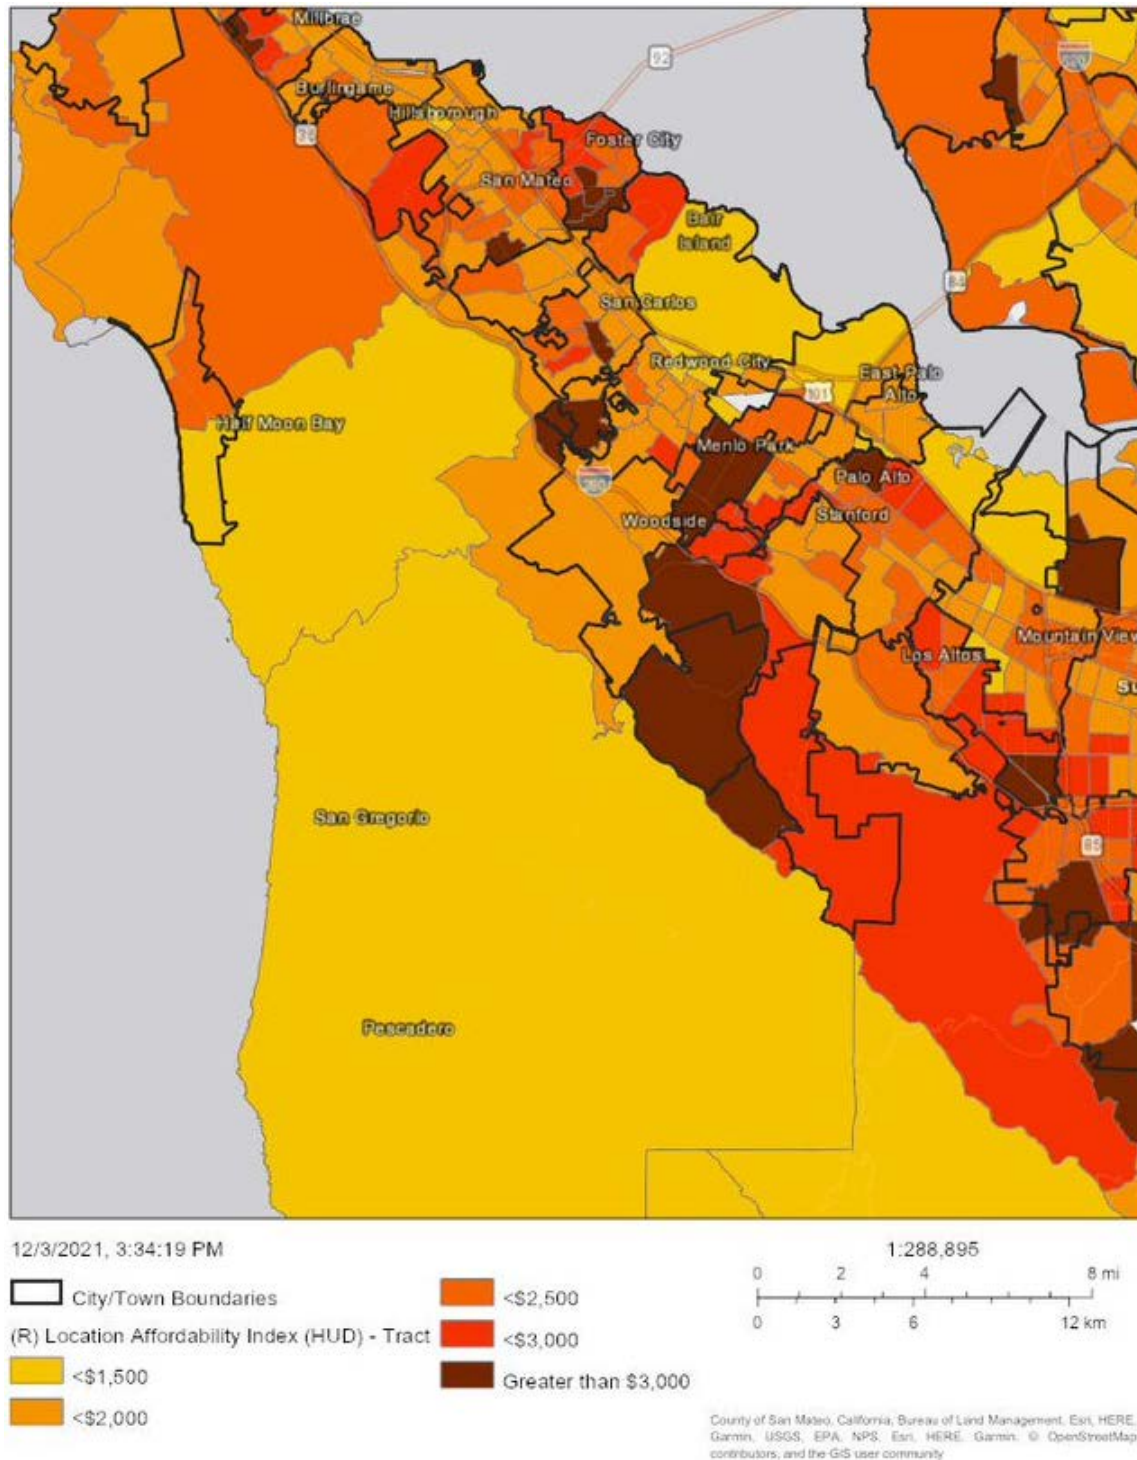 Millbrae
92
Burlingame
Hillsborough
Foster City
San Mateo
Bair
Island
84
San Carlos
Redwood City
East Palo
Alto
101
Half Moon Bay
Menlo Park
Palo Alto
280
Woodside
Stanford
Mountain View
Los Altos
San Gregorio
85
Pescadero
12/3/2021, 3:34:19 PM
1:288,895
0 2 4 8 mi
0 3 6 12 km
City/Town Boundaries
(R) Location Affordability Index (HUD) - Tract
<$1,500
<$2,000
<$2,500
<$3,000
Greater than $3,000
County of San Mateo, California, Bureau of Land Management, Esri, HERE,
Garmin, USGS, EPA, NPS, Esri, HERE, Garmin, © OpenStreetMap
contributors, and the GIS user community